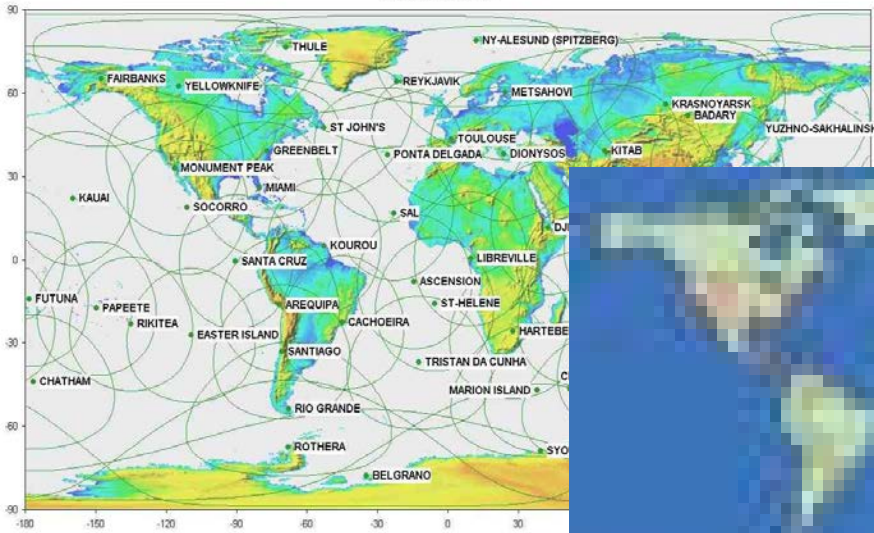 90
THULE
NY-ALESUND (SPITZBERG)
FAIRBANKS
YELLOWKNIFE
REYKJAVIK
METSAHOVI
60
KRASNOYARSK
BADARY
ST JOHN'S
YUZHNO-SAKHALINSK
TOULOUSE
GREENBELT
PONTA DELGADA
DIONYSOS
KITAB
MONUMENT PEAK
30
MIAMI
KAUAI
SOCORRO
SAL
DJ
KOUROU
0
SANTA CRUZ
LIBREVILLE
ASCENSION
FUTUNA
PAPEETE
AREQUIPA
ST-HELENE
RIKITEA
CACHOEIRA
EASTER ISLAND
HARTEBE
-30
SANTIAGO
TRISTAN DA CUNHA
CHATHAM
MARION ISLAND
C
RIO GRANDE
-60
ROTHERA
SYO
BELGRANO
-90
-180 -150 -120 -90 -60 -30 0 30